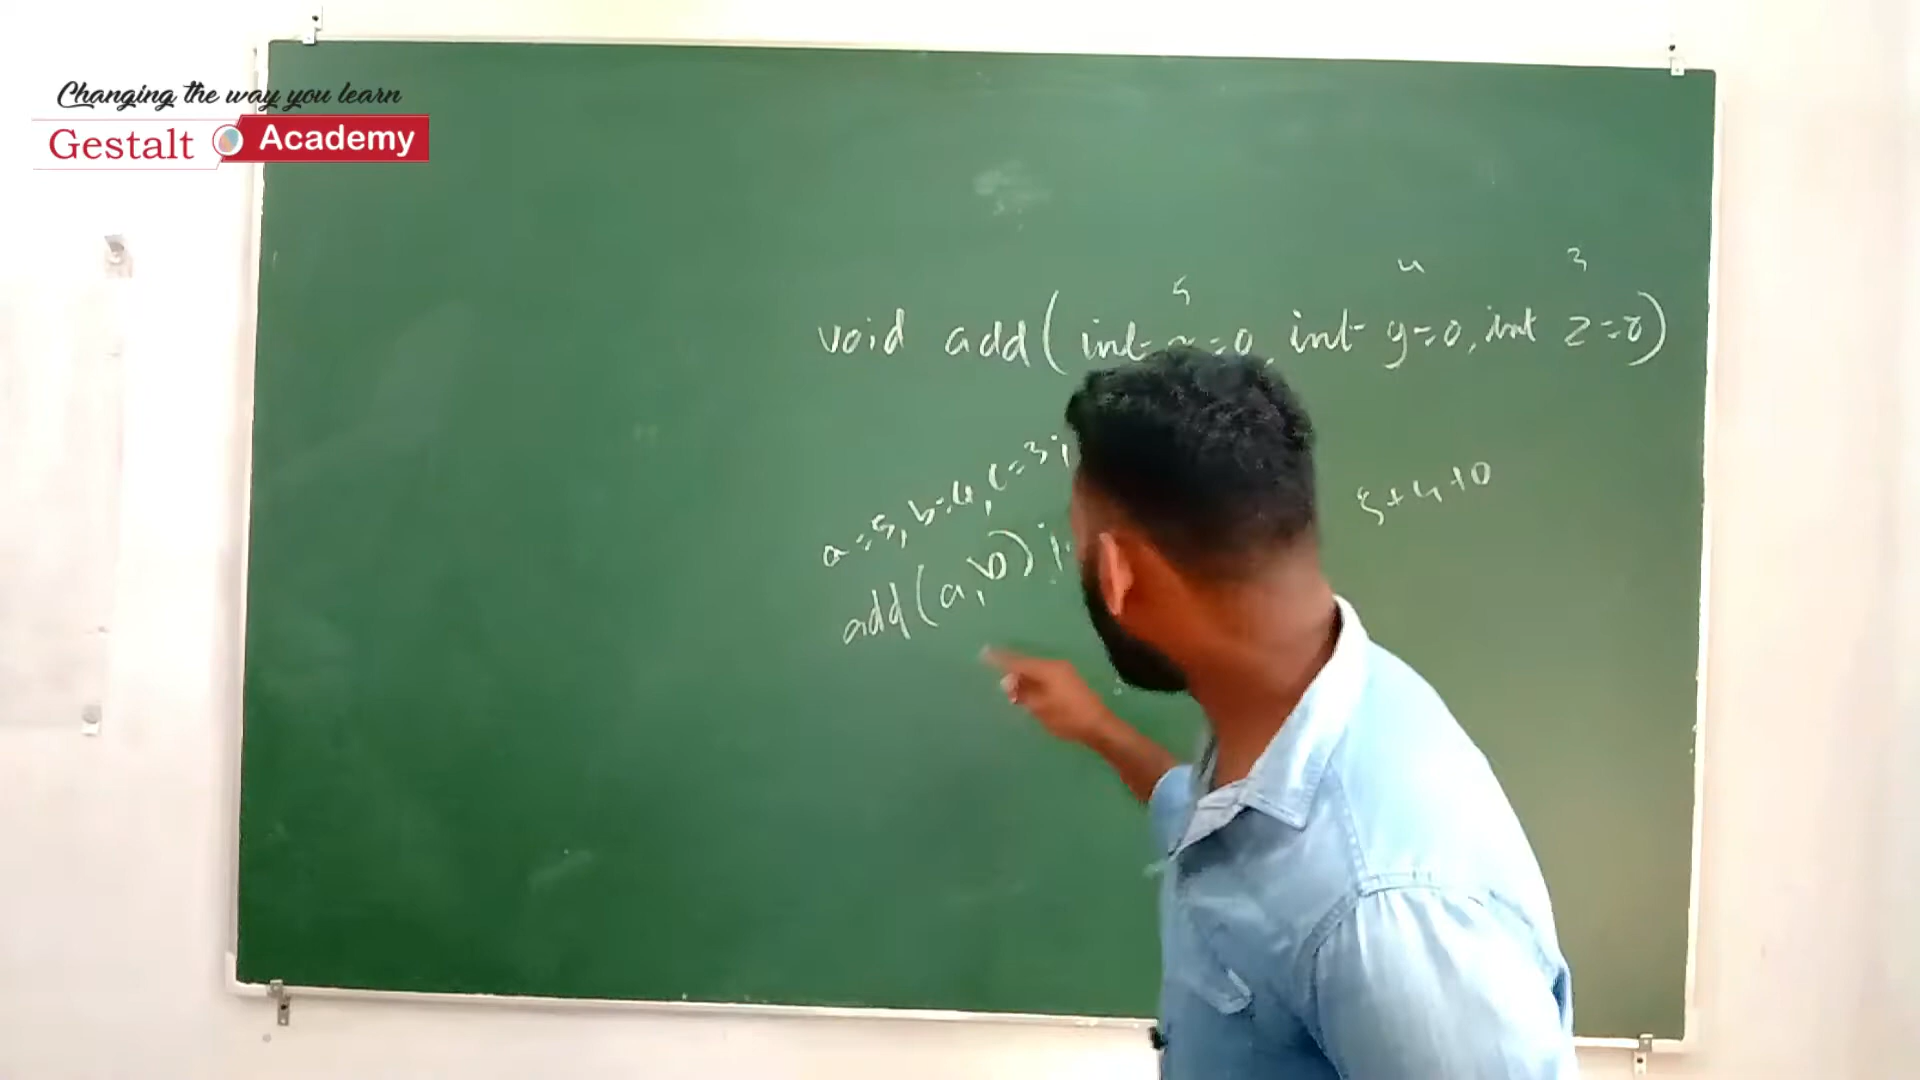 Changing the way you learn
Gestalt Academy
5 4 3
void add( int x=0, int y=0, int z=0)
a=5, b=4, c=3;
5+4+0
add(a,b);